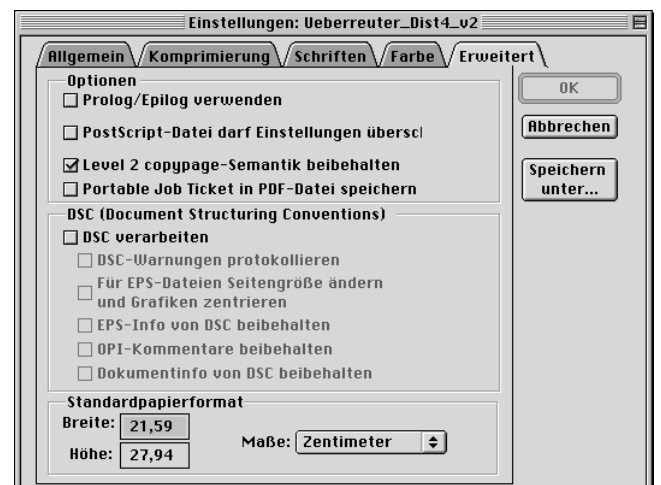 Einstellungen: Ueberreuter_Dist4_v2
Allgemein Komprimierung Schriften Farbe Erweitert
Optionen
Prolog/Epilog verwenden
OK
PostScript-Datei darf Einstellungen übersc
Abbrechen
Level 2 copypage-Semantik beibehalten
Portable Job Ticket in PDF-Datei speichern
Speichern
unter...
DSC (Document Structuring Conventions)
DSC verarbeiten
DSC-Warnungen protokollieren
Für EPS-Dateien Seitengröße ändern
und Grafiken zentrieren
EPS-Info von DSC beibehalten
OPI-Kommentare beibehalten
Dokumentinfo von DSC beibehalten
Standardpapierformat
Breite: 21,59
Maße: Zentimeter
Höhe: 27,94